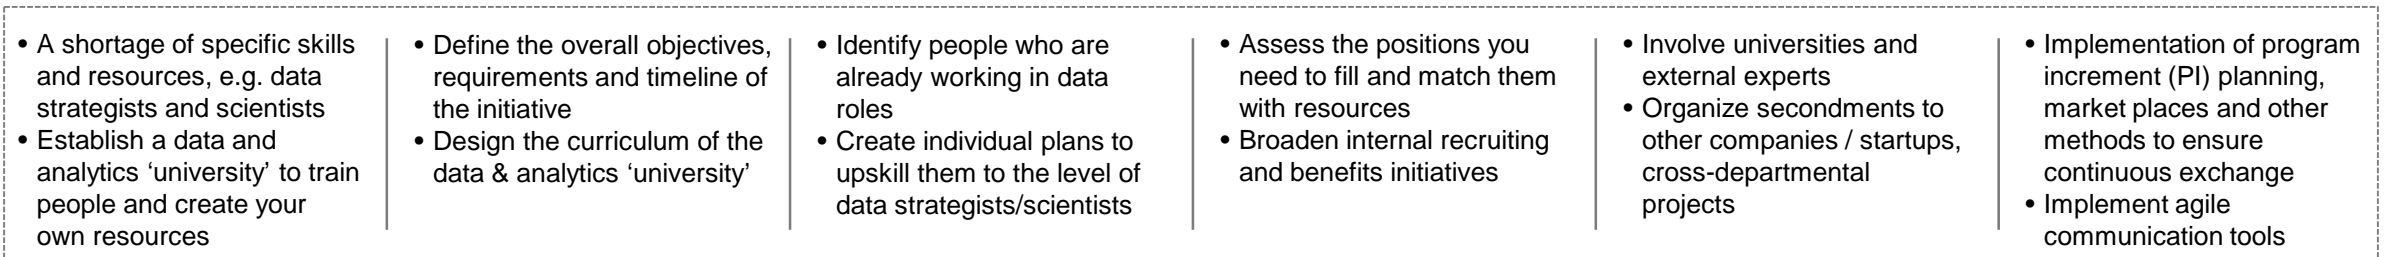 • A shortage of specific skills
and resources, e.g. data
strategists and scientists
• Establish a data and
analytics ‘university’ to train
people and create your
own resources
• Define the overall objectives,
requirements and timeline of
the initiative
• Design the curriculum of the
data & analytics ‘university’
• Identify people who are
already working in data
roles
• Create individual plans to
upskill them to the level of
data strategists/scientists
• Assess the positions you
need to fill and match them
with resources
• Broaden internal recruiting
and benefits initiatives
• Involve universities and
external experts
• Organize secondments to
other companies / startups,
cross-departmental
projects
• Implementation of program
increment (PI) planning,
market places and other
methods to ensure
continuous exchange
• Implement agile
communication tools